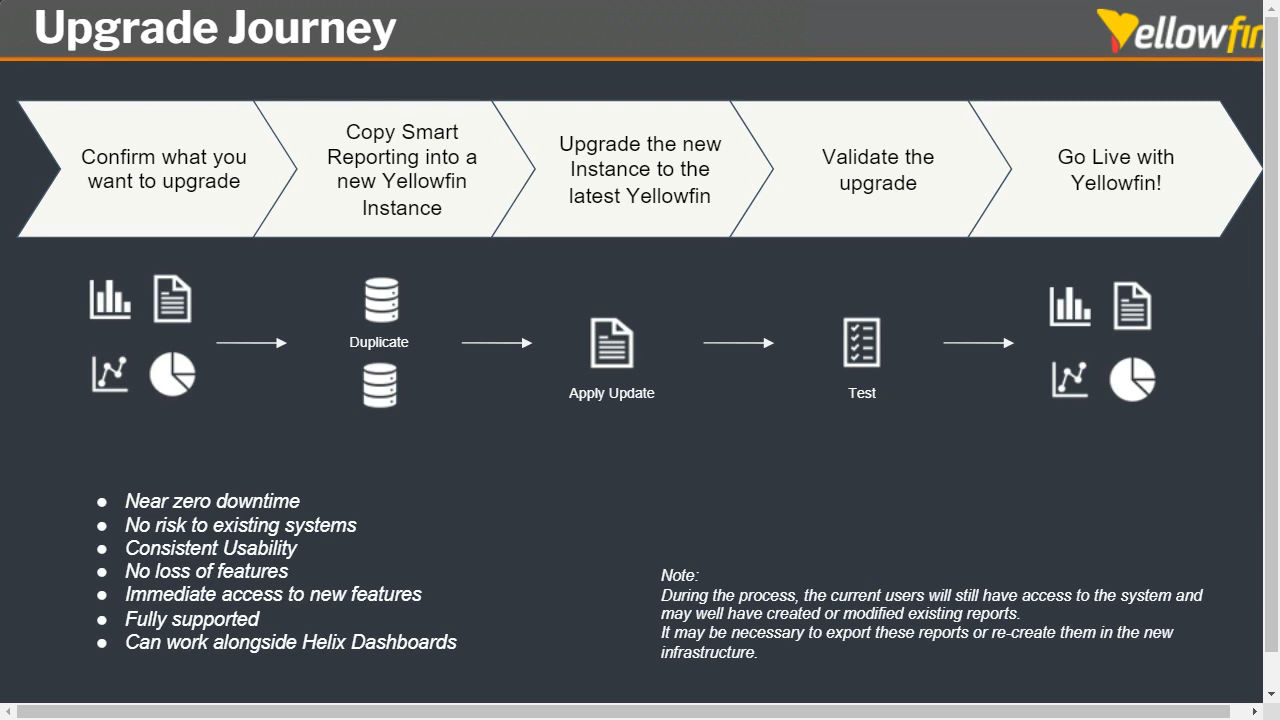 Upgrade Journey
Yellowfin
Confirm what you
want to upgrade
Copy Smart
Reporting into a
new Yellowfin
Instance
Upgrade the new
Instance to the
latest Yellowfin
Validate the
upgrade
Go Live with
Yellowfin!
Duplicate
Apply Update
Test
● Near zero downtime
● No risk to existing systems
● Consistent Usability
● No loss of features
● Immediate access to new features
● Fully supported
● Can work alongside Helix Dashboards
Note:
During the process, the current users will still have access to the system and
may well have created or modified existing reports.
It may be necessary to export these reports or re-create them in the new
infrastructure.